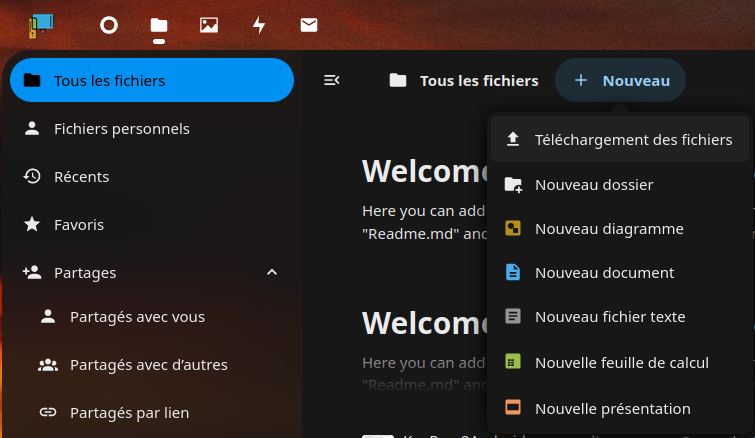 Tous les fichiers
Fichiers personnels
Récents
Favoris
Partages
Partagés avec vous
Partagés avec d’autres
Partagés par lien
Tous les fichiers
Nouveau
Téléchargement des fichiers
Nouveau dossier
Nouveau diagramme
Nouveau document
Nouveau fichier texte
Nouvelle feuille de calcul
Nouvelle présentation
Welcome
Here you can add
"Readme.md" and
Welcome
Here you can add
"Readme.md" and